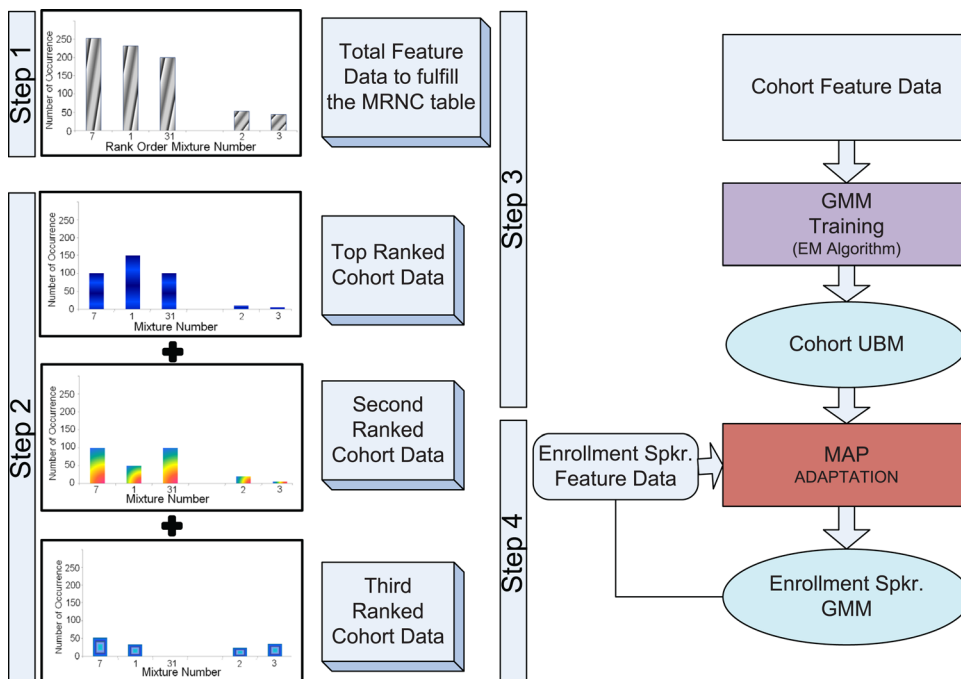 Step 1
Number of Occurrence
250
200
150
100
50
0
7 1 31 2 3
Rank Order Mixture Number
Total Feature
Data to fulfill
the MRNC table
Step 2
Number of Occurrence
250
200
150
100
50
0
7 1 31 2 3
Mixture Number
Top Ranked
Cohort Data
Number of Occurrence
250
200
150
100
50
0
7 1 31 2 3
Mixture Number
Second
Ranked
Cohort Data
Number of Occurrence
250
200
150
100
50
0
7 1 31 2 3
Mixture Number
Third
Ranked
Cohort Data
Step 3
Cohort Feature Data
GMM
Training
(EM Algorithm)
Cohort UBM
Step 4
Enrollment Spkr.
Feature Data
MAP
ADAPTATION
Enrollment Spkr.
GMM